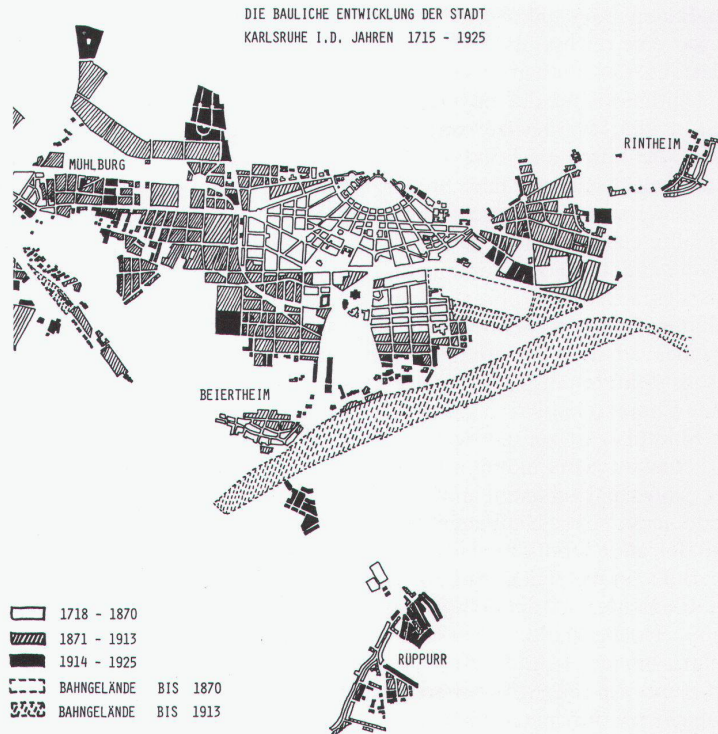 DIE BAULICHE ENTWICKLUNG DER STADT
KARLSRUHE I.D. JAHREN 1715 - 1925
RINTHEIM
MÜHLBURG
BEIERTHEIM
1718 - 1870
1871 - 1913
1914 - 1925
BAHNGELÄNDE BIS 1870
BAHNGELÄNDE BIS 1913
RÜPPURR